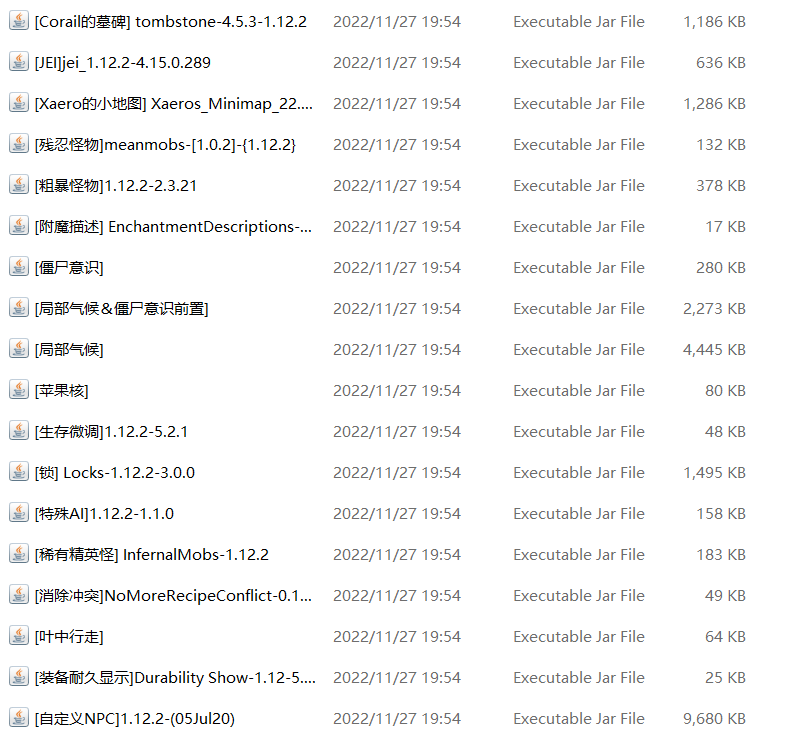 [Corail的墓碑] tombstone-4.5.3-1.12.2 2022/11/27 19:54 Executable Jar File 1,186 KB
[JEI]jei_1.12.2-4.15.0.289 2022/11/27 19:54 Executable Jar File 636 KB
[Xaero的小地图] Xaeros_Minimap_22.... 2022/11/27 19:54 Executable Jar File 1,286 KB
[残忍怪物]meanmobs-[1.0.2]-{1.12.2} 2022/11/27 19:54 Executable Jar File 132 KB
[粗暴怪物]1.12.2-2.3.21 2022/11/27 19:54 Executable Jar File 378 KB
[附魔描述] EnchantmentDescriptions-... 2022/11/27 19:54 Executable Jar File 17 KB
[僵尸意识] 2022/11/27 19:54 Executable Jar File 280 KB
[局部气候＆僵尸意识前置] 2022/11/27 19:54 Executable Jar File 2,273 KB
[局部气候] 2022/11/27 19:54 Executable Jar File 4,445 KB
[苹果核] 2022/11/27 19:54 Executable Jar File 80 KB
[生存微调]1.12.2-5.2.1 2022/11/27 19:54 Executable Jar File 48 KB
[锁] Locks-1.12.2-3.0.0 2022/11/27 19:54 Executable Jar File 1,495 KB
[特殊AI]1.12.2-1.1.0 2022/11/27 19:54 Executable Jar File 158 KB
[稀有精英怪] InfernalMobs-1.12.2 2022/11/27 19:54 Executable Jar File 183 KB
[消除冲突]NoMoreRecipeConflict-0.1... 2022/11/27 19:54 Executable Jar File 49 KB
[叶中行走] 2022/11/27 19:54 Executable Jar File 64 KB
[装备耐久显示]Durability Show-1.12-5.... 2022/11/27 19:54 Executable Jar File 25 KB
[自定义NPC]1.12.2-(05Jul20) 2022/11/27 19:54 Executable Jar File 9,680 KB